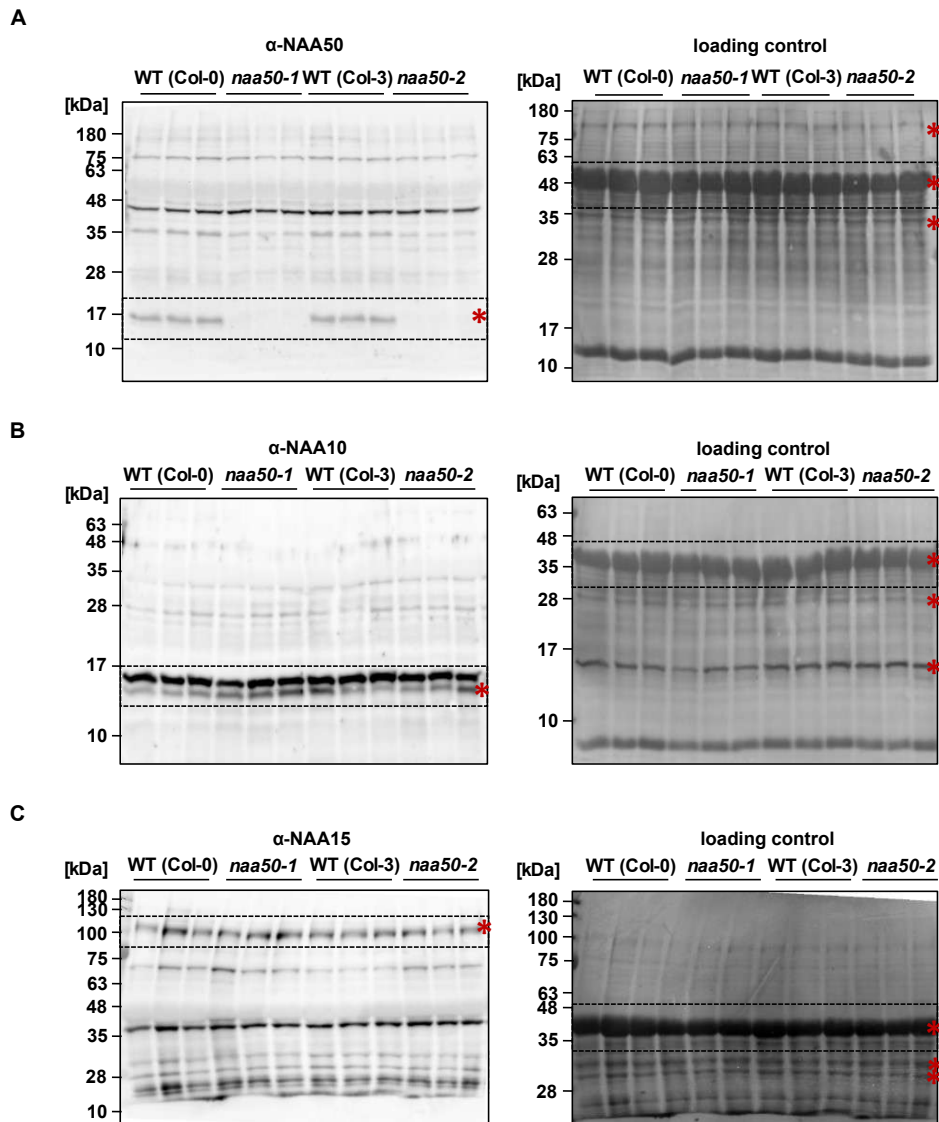 A
α-NAA50
WT (Col-0) naa50-1 WT (Col-3) naa50-2
[kDa]
180
75
63
48
35
28
17
10
*
loading control
WT (Col-0) naa50-1 WT (Col-3) naa50-2
[kDa]
180
75
63
48
35
28
17
10
*
*
*
B
α-NAA10
WT (Col-0) naa50-1 WT (Col-3) naa50-2
[kDa]
63
48
35
28
17
10
*
loading control
WT (Col-0) naa50-1 WT (Col-3) naa50-2
[kDa]
63
48
35
28
17
10
*
*
*
C
α-NAA15
WT (Col-0) naa50-1 WT (Col-3) naa50-2
[kDa]
180
130
100
75
63
48
35
28
10
*
loading control
WT (Col-0) naa50-1 WT (Col-3) naa50-2
[kDa]
180
130
100
75
63
48
35
28
*
*
*